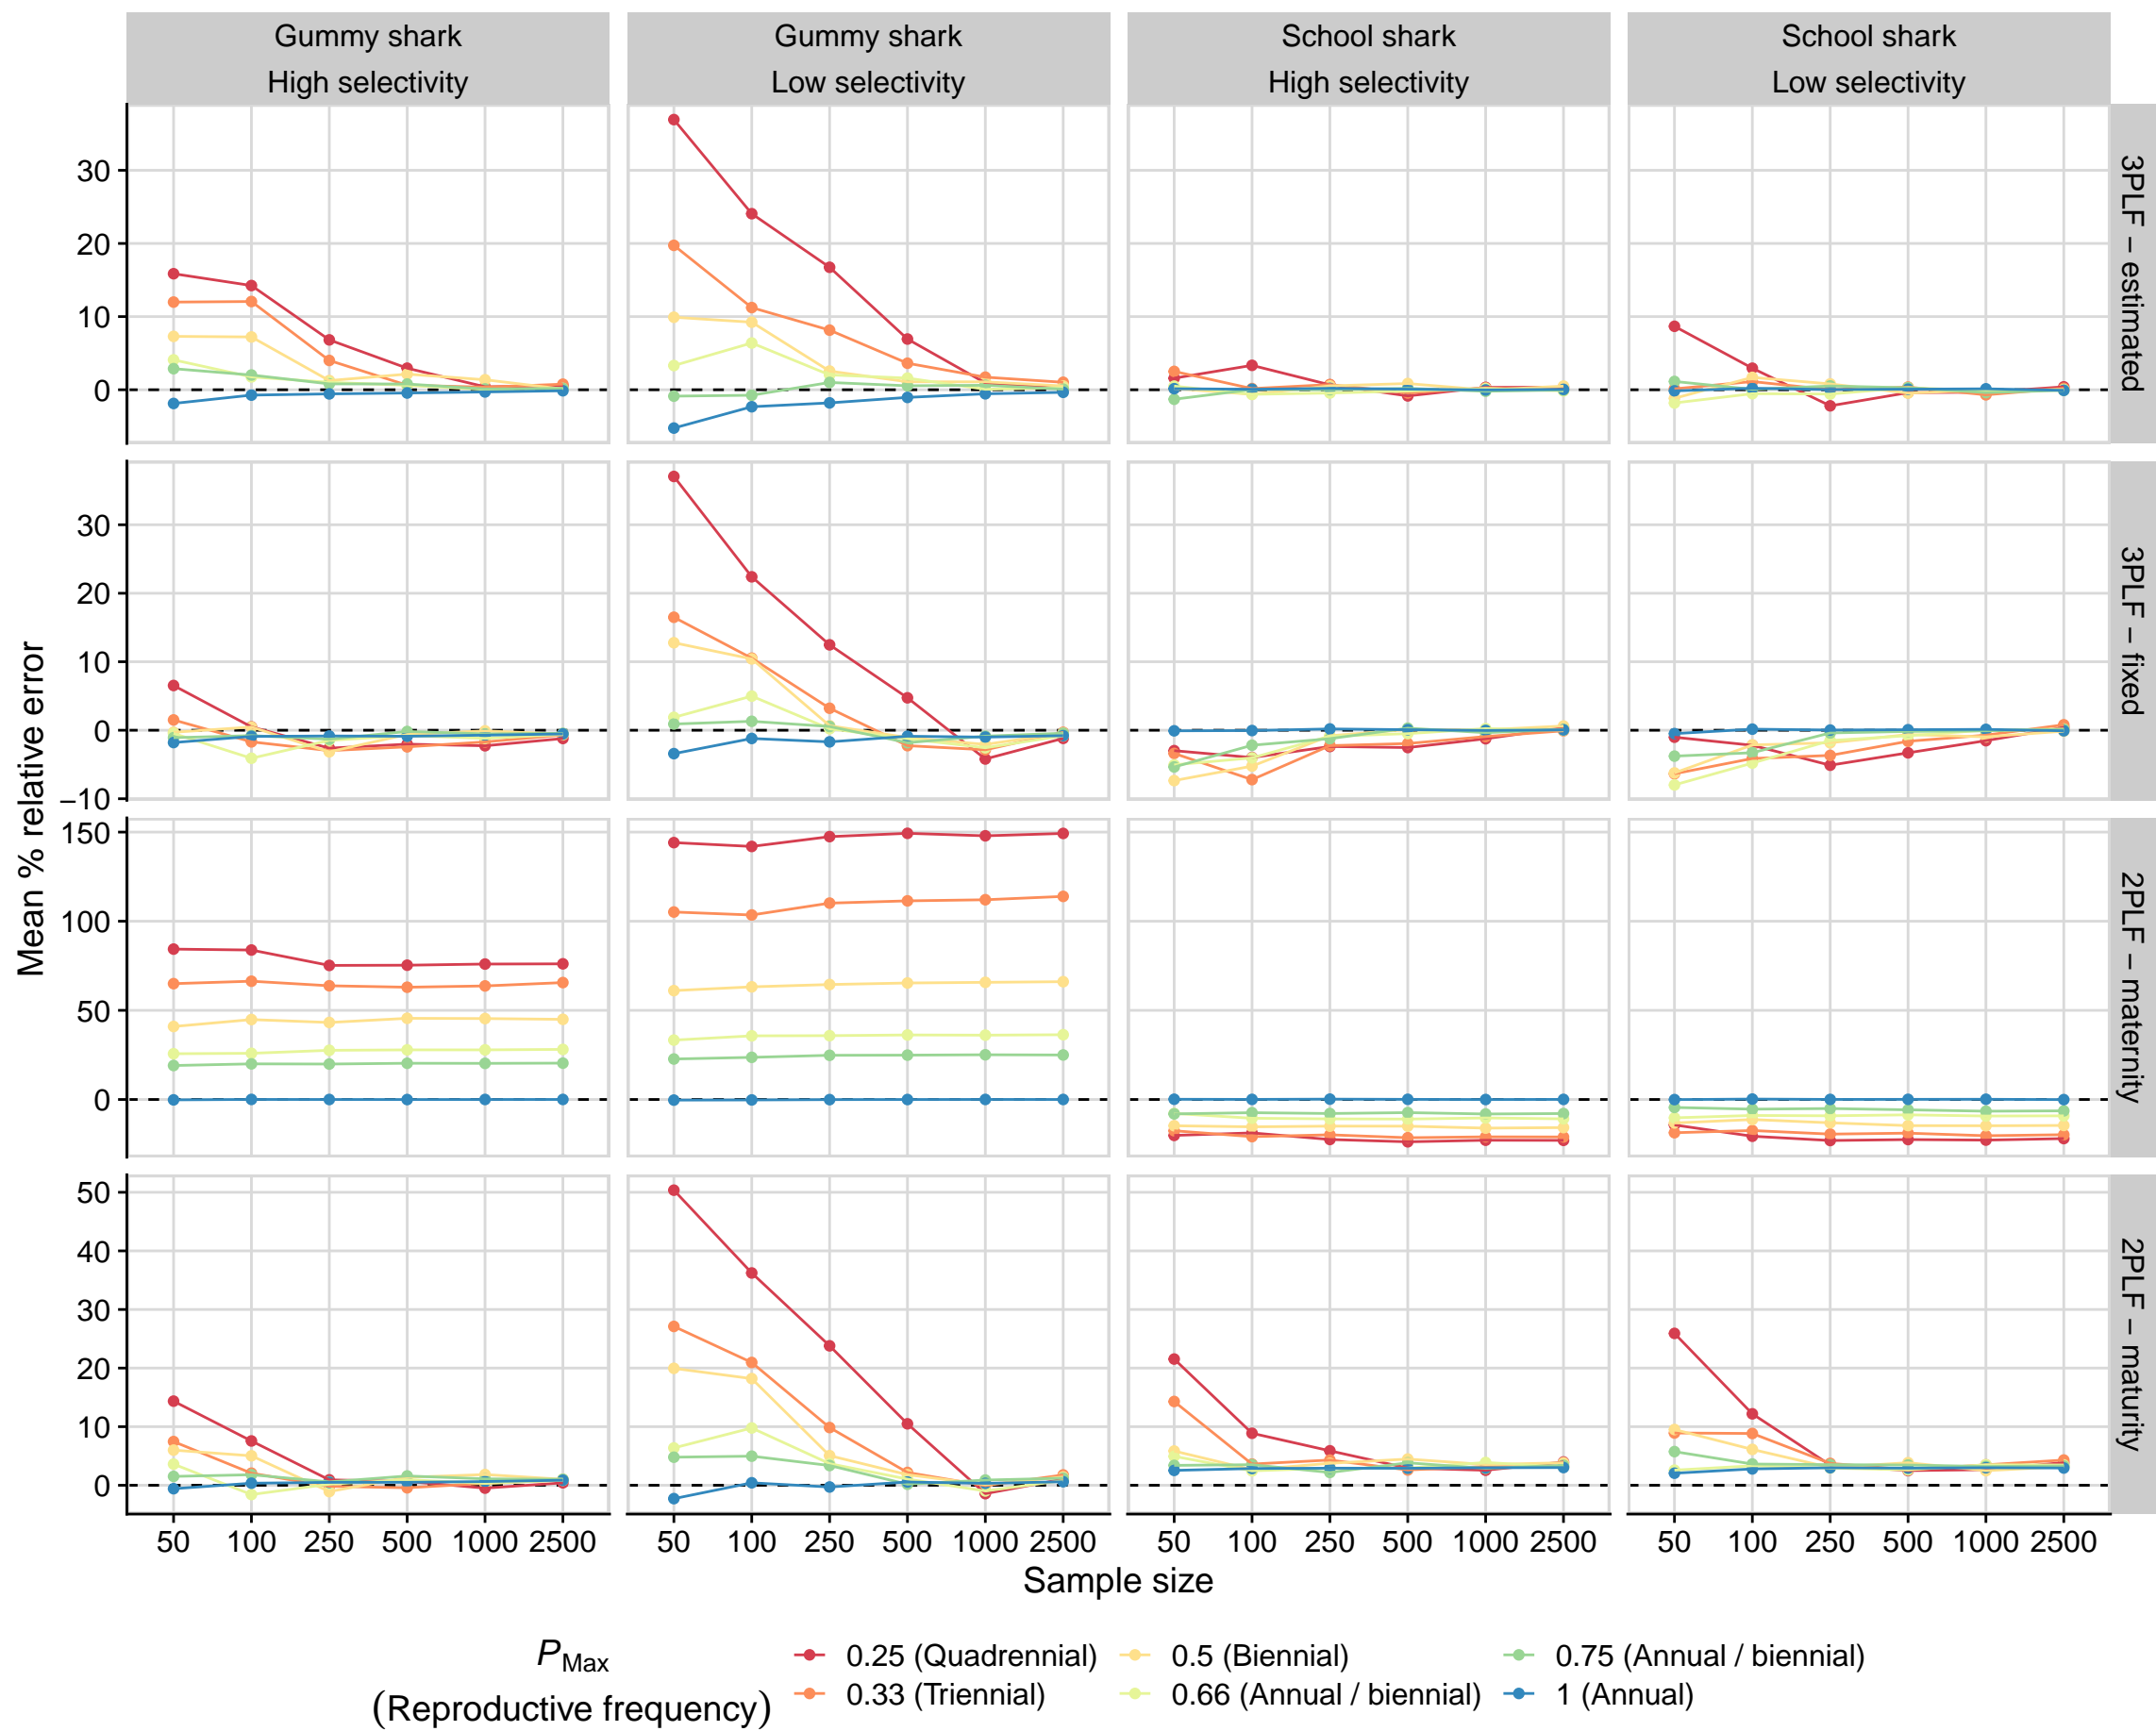 Gummy shark
High selectivity
Gummy shark
Low selectivity
School shark
High selectivity
School shark
Low selectivity
30
20
10
0
3PLF − estimated
30
20
10
0
−10
3PLF − fixed
150
100
50
0
2PLF − maternity
50
40
30
20
10
0
2PLF − maturity
Mean % relative error
50 100 250 500 1000 2500
50 100 250 500 1000 2500
50 100 250 500 1000 2500
50 100 250 500 1000 2500
Sample size
PMax
(Reproductive frequency)
0.25 (Quadrennial)
0.33 (Triennial)
0.5 (Biennial)
0.66 (Annual / biennial)
0.75 (Annual / biennial)
1 (Annual)